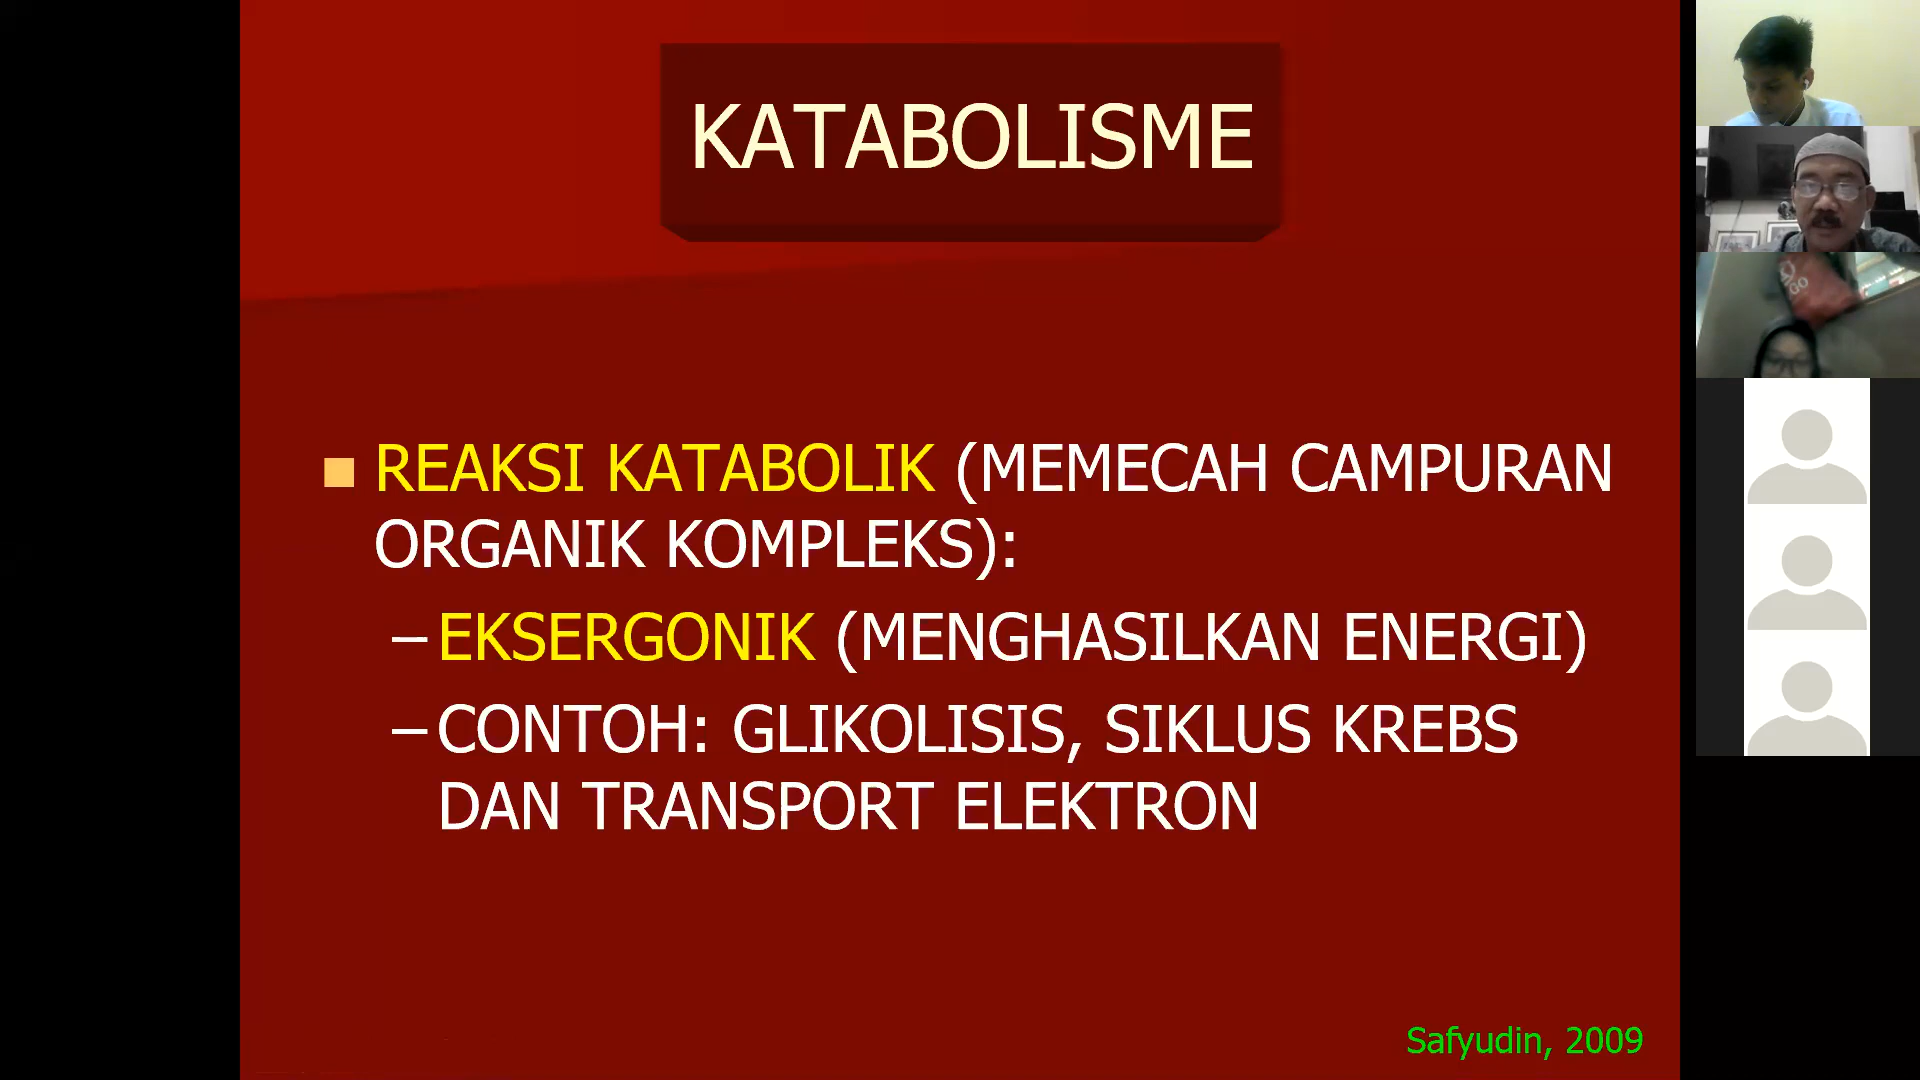 KATABOLISME
REAKSI KATABOLIK (MEMECAH CAMPURAN
ORGANIK KOMPLEKS):
–EKSERGONIK (MENGHASILKAN ENERGI)
–CONTOH: GLIKOLISIS, SIKLUS KREBS
DAN TRANSPORT ELEKTRON
Safyudin, 2009